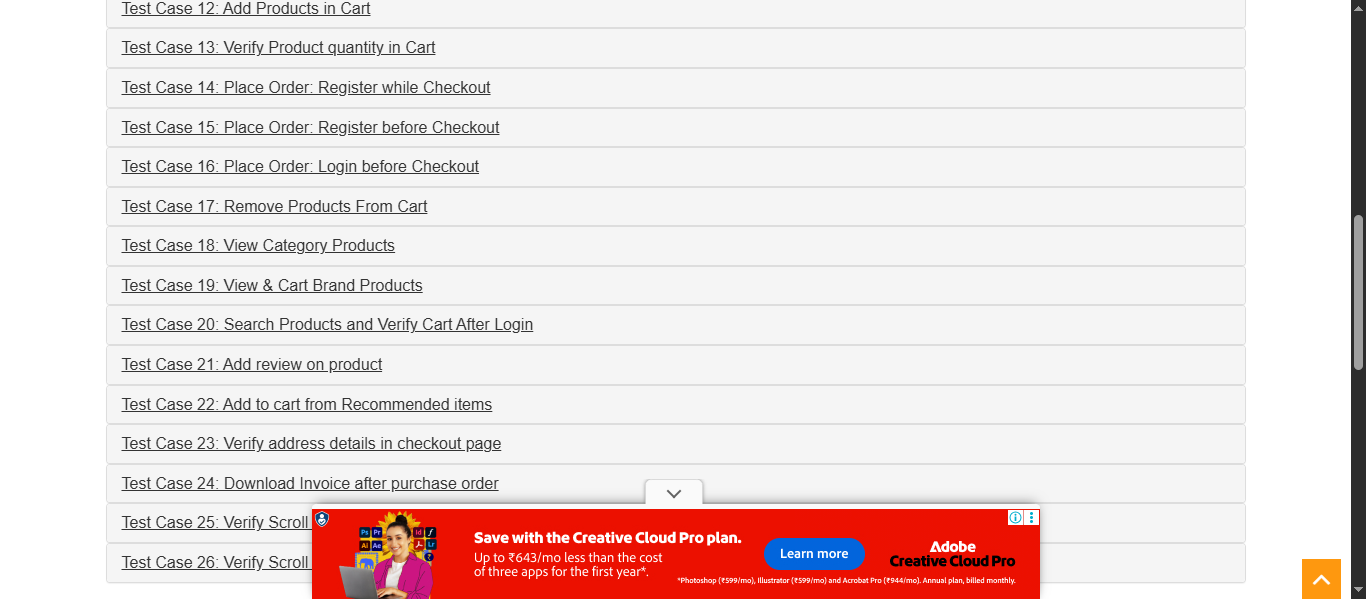 Test Case 12: Add Products in Cart
Test Case 13: Verify Product quantity in Cart
Test Case 14: Place Order: Register while Checkout
Test Case 15: Place Order: Register before Checkout
Test Case 16: Place Order: Login before Checkout
Test Case 17: Remove Products From Cart
Test Case 18: View Category Products
Test Case 19: View & Cart Brand Products
Test Case 20: Search Products and Verify Cart After Login
Test Case 21: Add review on product
Test Case 22: Add to cart from Recommended items
Test Case 23: Verify address details in checkout page
Test Case 24: Download Invoice after purchase order
Test Case 25: Verify Scroll
Test Case 26: Verify Scroll
Ps Pr Id
Ai Ae Lr
Save with the Creative Cloud Pro plan.
Up to ₹643/mo less than the cost
of three apps for the first year*.
Learn more
Adobe
Creative Cloud Pro
*Photoshop (₹599/mo), Illustrator (₹599/mo) and Acrobat Pro (₹944/mo). Annual plan, billed monthly.